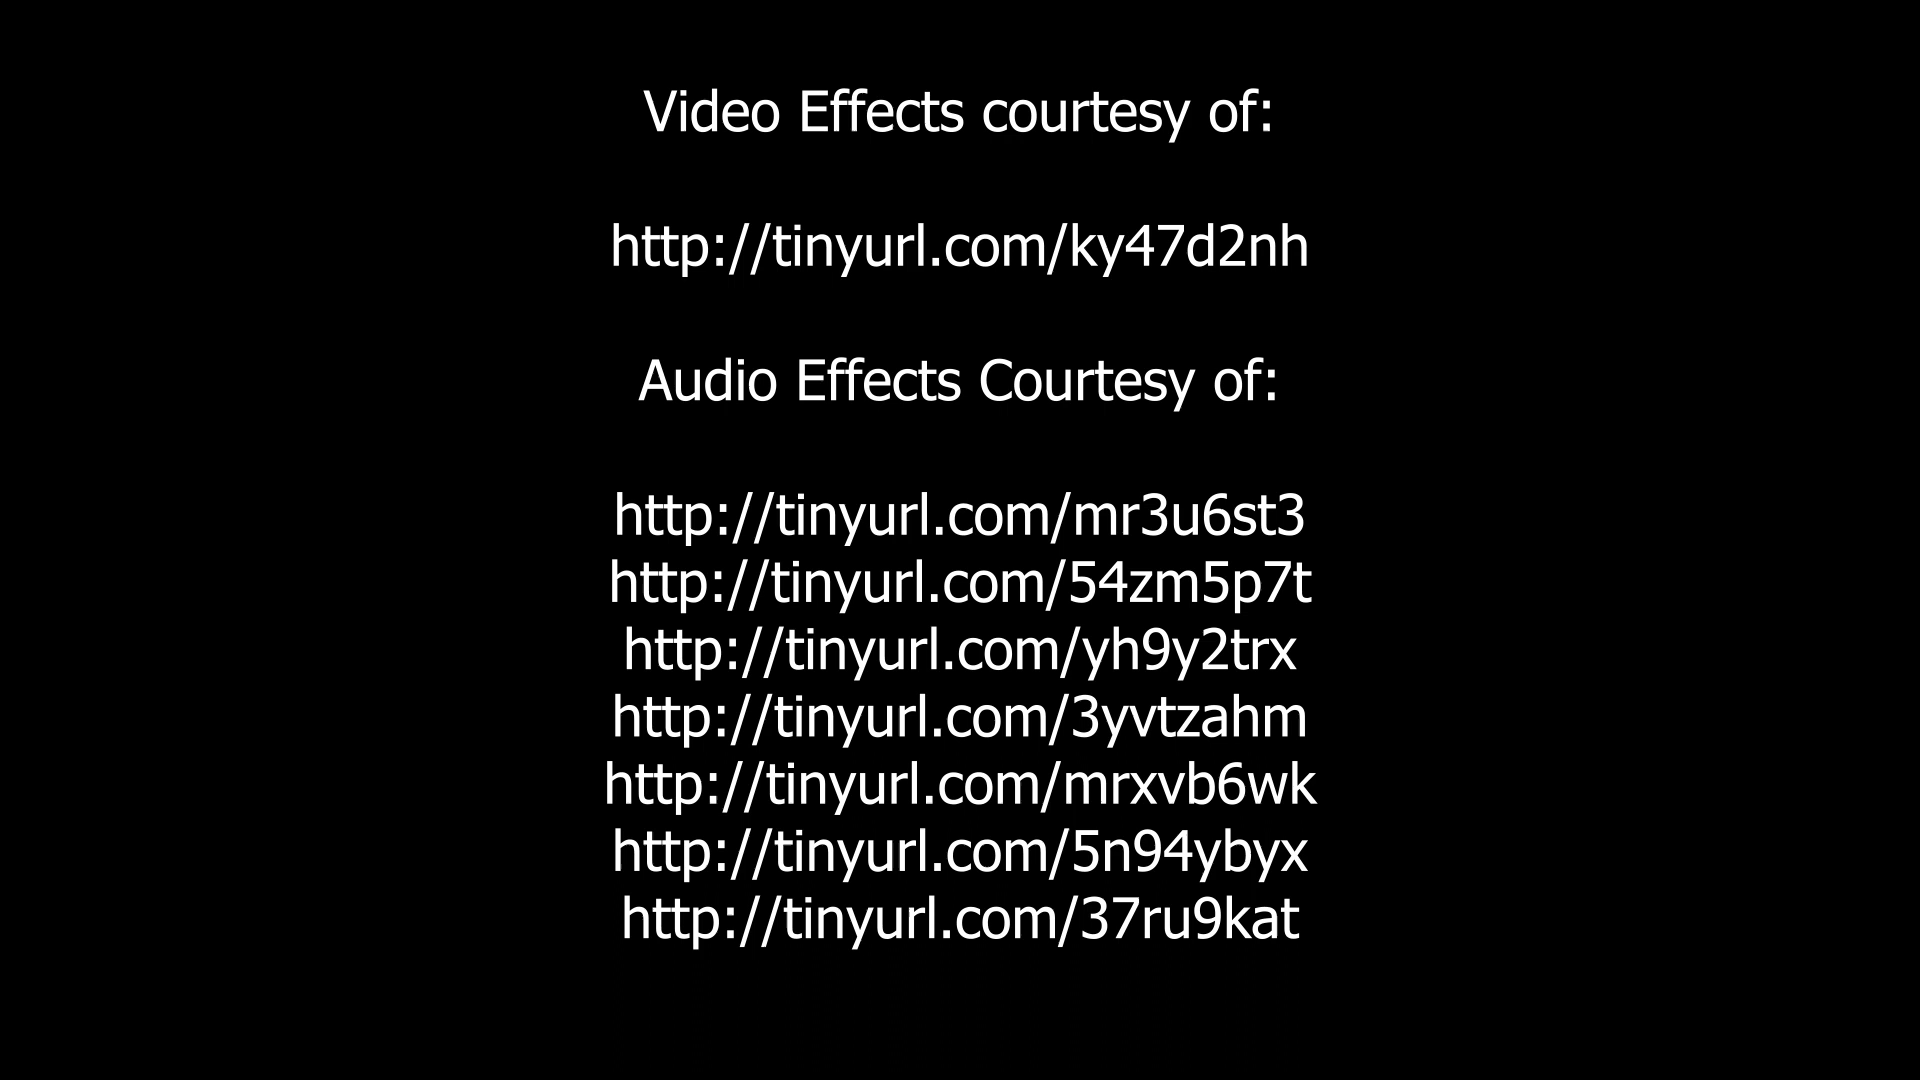 Video Effects courtesy of:
http://tinyurl.com/ky47d2nh
Audio Effects Courtesy of:
http://tinyurl.com/mr3u6st3
http://tinyurl.com/54zm5p7t
http://tinyurl.com/yh9y2trx
http://tinyurl.com/3yvtzahm
http://tinyurl.com/mrxvb6wk
http://tinyurl.com/5n94ybyx
http://tinyurl.com/37ru9kat